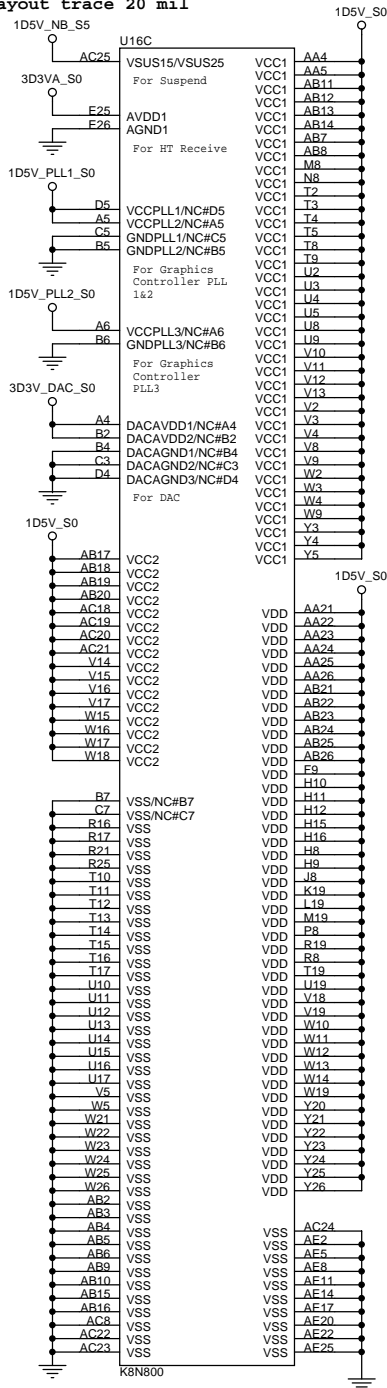 ayout trace 20 mil
1D5V_NB_S5
1D5V_S0
U16C
AC25 VSUS15/VSUS25
For Suspend
3D3VA_S0
E25 AVDD1
E26 AGND1
For HT Receive
1D5V_PLL1_S0
D5 VCCPLL1/NC#D5
A5 VCCPLL2/NC#A5
C5 GNDPLL1/NC#C5
B5 GNDPLL2/NC#B5
For Graphics
Controller PLL
1&2
1D5V_PLL2_S0
A6 VCCPLL3/NC#A6
B6 GNDPLL3/NC#B6
For Graphics
Controller
PLL3
3D3V_DAC_S0
A4 DACAVDD1/NC#A4
B2 DACAVDD2/NC#B2
B4 DACAGND1/NC#B4
C3 DACAGND2/NC#C3
D4 DACAGND3/NC#D4
For DAC
1D5V_S0
AB17 VCC2
AB18 VCC2
AB19 VCC2
AB20 VCC2
AC18 VCC2
AC19 VCC2
AC20 VCC2
AC21 VCC2
V14 VCC2
V15 VCC2
V16 VCC2
V17 VCC2
W15 VCC2
W16 VCC2
W17 VCC2
W18 VCC2
B7 VSS/NC#B7
C7 VSS/NC#C7
R16 VSS
R17 VSS
R21 VSS
R25 VSS
T10 VSS
T11 VSS
T12 VSS
T13 VSS
T14 VSS
T15 VSS
T16 VSS
T17 VSS
U10 VSS
U11 VSS
U12 VSS
U13 VSS
U14 VSS
U15 VSS
U16 VSS
U17 VSS
V5 VSS
W5 VSS
W21 VSS
W22 VSS
W23 VSS
W24 VSS
W25 VSS
W26 VSS
AB2 VSS
AB3 VSS
AB4 VSS
AB5 VSS
AB6 VSS
AB9 VSS
AB10 VSS
AB15 VSS
AB16 VSS
AC8 VSS
AC22 VSS
AC23 VSS
VCC1 AA4
VCC1 AA5
VCC1 AB11
VCC1 AB12
VCC1 AB13
VCC1 AB14
VCC1 AB7
VCC1 AB8
VCC1 M8
VCC1 N8
VCC1 T2
VCC1 T3
VCC1 T4
VCC1 T5
VCC1 T8
VCC1 T9
VCC1 U2
VCC1 U3
VCC1 U4
VCC1 U5
VCC1 U8
VCC1 U9
VCC1 V10
VCC1 V11
VCC1 V12
VCC1 V13
VCC1 V2
VCC1 V3
VCC1 V4
VCC1 V8
VCC1 V9
VCC1 W2
VCC1 W3
VCC1 W4
VCC1 W9
VCC1 Y3
VCC1 Y4
VCC1 Y5
1D5V_S0
VDD AA21
VDD AA22
VDD AA23
VDD AA24
VDD AA25
VDD AA26
VDD AB21
VDD AB22
VDD AB23
VDD AB24
VDD AB25
VDD AB26
VDD F9
VDD H10
VDD H11
VDD H12
VDD H15
VDD H16
VDD H8
VDD H9
VDD J8
VDD K19
VDD L19
VDD M19
VDD P8
VDD R19
VDD R8
VDD T19
VDD U19
VDD V18
VDD V19
VDD W10
VDD W11
VDD W12
VDD W13
VDD W14
VDD W19
VDD Y20
VDD Y21
VDD Y22
VDD Y23
VDD Y24
VDD Y25
VDD Y26
VSS AC24
VSS AE2
VSS AE5
VSS AE8
VSS AE11
VSS AE14
VSS AE17
VSS AE20
VSS AE22
VSS AE25
K8N800